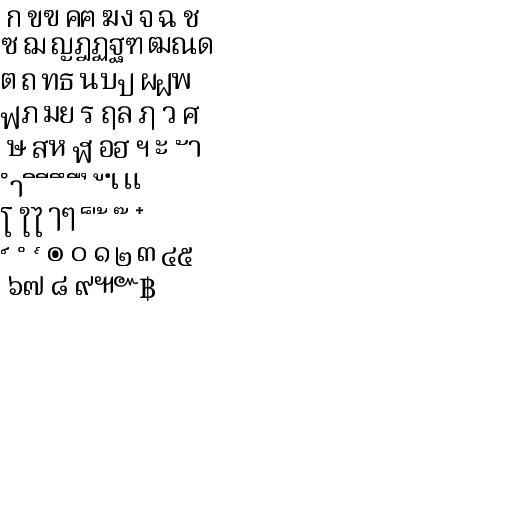 ก ข ฃ ค ฅ ฆ ง จ ฉ ช
ซ ฌ ญ ฎ ฏ ฐ ฑ ฒ ณ ด
ต ถ ท ธ น บ ป ผ ฝ พ
ฟ ภ ม ย ร ฤ ล ฦ ว ศ
ษ ส ห ฬ อ ฮ ฯ ะ ั า
ำ ิ ี ึ ื ุ ู ฺ เ แ
โ ใ ไ ๅ ๆ ็ ่ ้ ๊ ๋
์ ํ ๎ ๏ ๐ ๑ ๒ ๓ ๔ ๕
๖ ๗ ๘ ๙ ๚ ๛ ฿